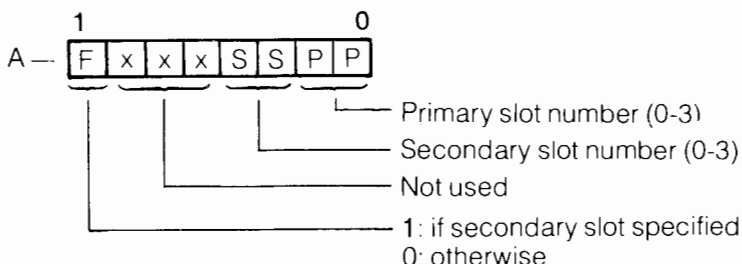 1 0
A — F x x x S S P P
Primary slot number (0-3)
Secondary slot number (0-3)
Not used
1: if secondary slot specified
0: otherwise